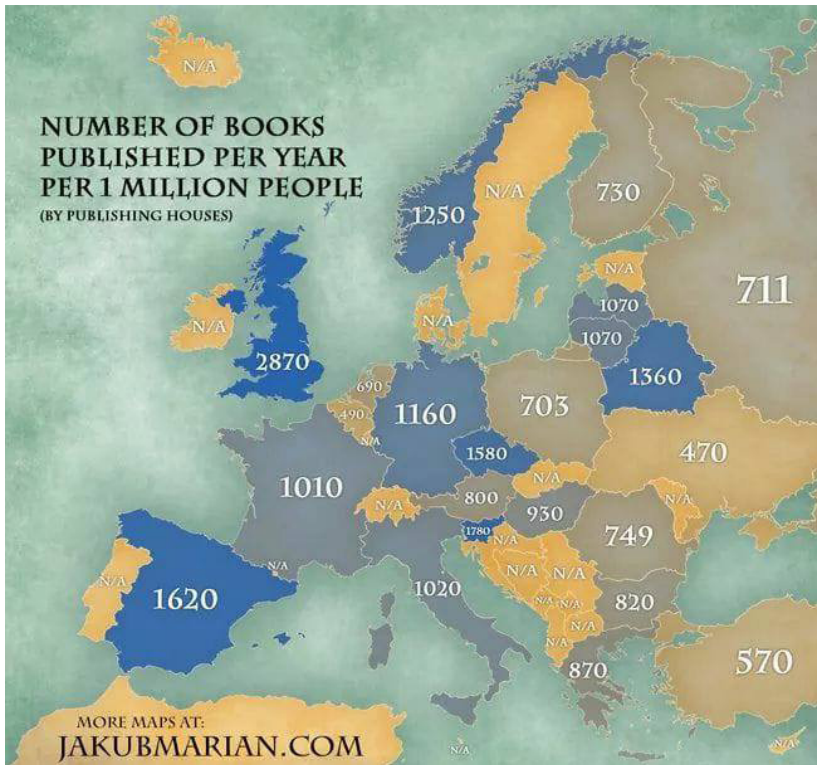 N/A
NUMBER OF BOOKS
PUBLISHED PER YEAR
PER 1 MILLION PEOPLE
(BY PUBLISHING HOUSES)
N/A
730
1250
N/A
711
N/A
1070
N/A
1070
2870
1360
690
490
1160
703
N/A
1580
470
1010
N/A
800
N/A
930
N/A
1780
N/A
749
N/A
N/A
N/A
N/A
1620
1020
N/A
N/A
820
N/A
N/A
870
570
MORE MAPS AT:
JAKUBMARIAN.COM
N/A
N/A